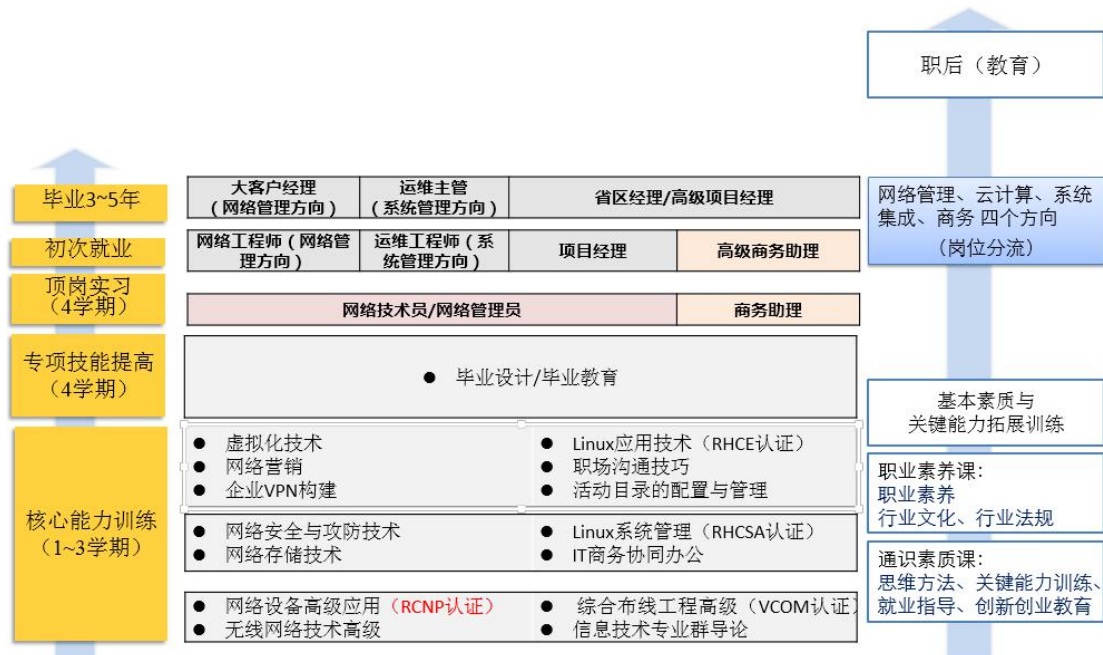 职后（教育）
毕业3~5年
大客户经理
（网络管理方向）
运维主管
（系统管理方向）
省区经理/高级项目经理
网络管理、云计算、系统
集成、商务 四个方向
（岗位分流）
初次就业
网络工程师（网络管
理方向）
运维工程师（系
统管理方向）
项目经理
高级商务助理
顶岗实习
（4学期）
网络技术员/网络管理员
商务助理
专项技能提高
（4学期）
● 毕业设计/毕业教育
基本素质与
关键能力拓展训练
核心能力训练
（1~3学期）
● 虚拟化技术
● 网络营销
● 企业VPN构建
● Linux应用技术（RHCE认证）
● 职场沟通技巧
● 活动目录的配置与管理
职业素养课：
职业素养
行业文化、行业法规
● 网络安全与攻防技术
● 网络存储技术
● Linux系统管理（RHCSA认证）
● IT商务协同办公
通识素质课：
思维方法、关键能力训练、
就业指导、创新创业教育
● 网络设备高级应用（RCNP认证）
● 无线网络技术高级
● 综合布线工程高级（VCOM认证）
● 信息技术专业群导论